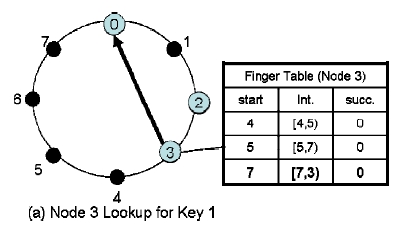 0
7
1
6
2
5
3
4
Finger Table (Node 3)
start Int. succ.
4 [4,5) 0
5 [5,7) 0
7 [7,3) 0
(a) Node 3 Lookup for Key 1